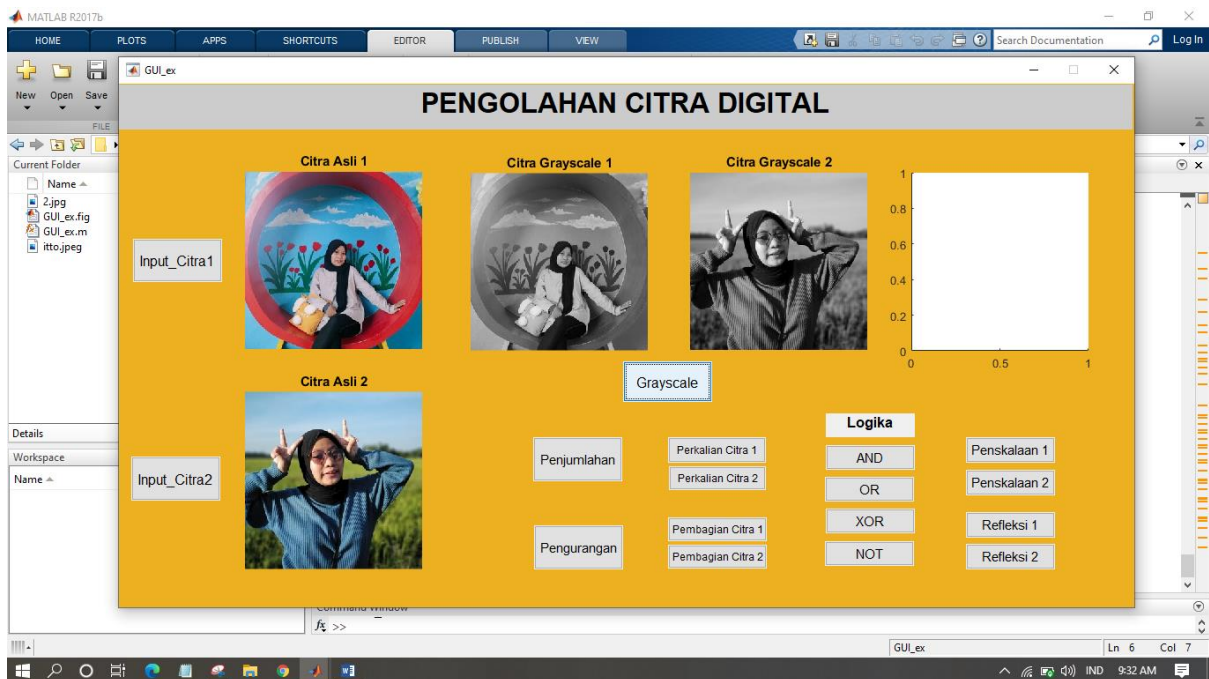 MATLAB R2017b
HOME PLOTS APPS SHORTCUTS EDITOR PUBLISH VIEW
Search Documentation
Log In
New Open Save
FILE
GUI_ex
PENGOLAHAN CITRA DIGITAL
Current Folder
Name
2.jpg
GUI_ex.fig
GUI_ex.m
itto.jpeg
Details
Workspace
Name
Citra Asli 1
Citra Grayscale 1
Citra Grayscale 2
1
0.8
0.6
0.4
0.2
0
0 0.5 1
Input_Citra1
Grayscale
Citra Asli 2
Input_Citra2
Penjumlahan
Pengurangan
Perkalian Citra 1
Perkalian Citra 2
Pembagian Citra 1
Pembagian Citra 2
Logika
AND
OR
XOR
NOT
Penskalaan 1
Penskalaan 2
Refleksi 1
Refleksi 2
Command Window
fx >>
GUI_ex
Ln 6 Col 7
IND 9:32 AM